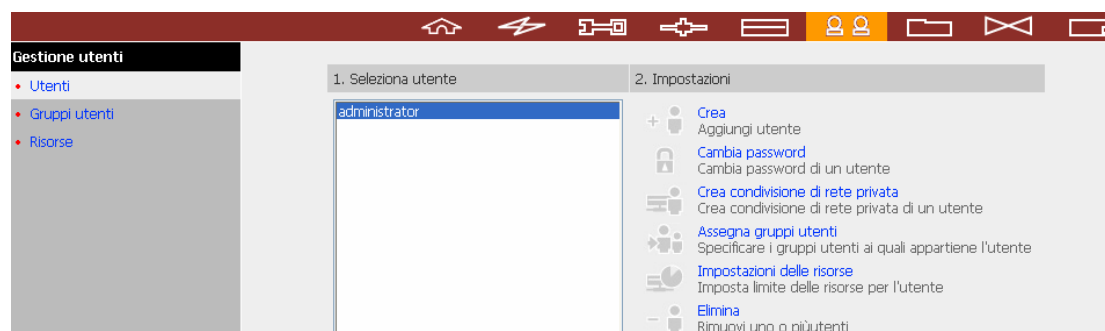 Gestione utenti
Utenti
Gruppi utenti
Risorse
1. Seleziona utente
administrator
2. Impostazioni
Crea
Aggiungi utente
Cambia password
Cambia password di un utente
Crea condivisione di rete privata
Crea condivisione di rete privata di un utente
Assegna gruppi utenti
Specificare i gruppi utenti ai quali appartiene l'utente
Impostazioni delle risorse
Imposta limite delle risorse per l'utente
Elimina
Rimuovi uno o piùutenti